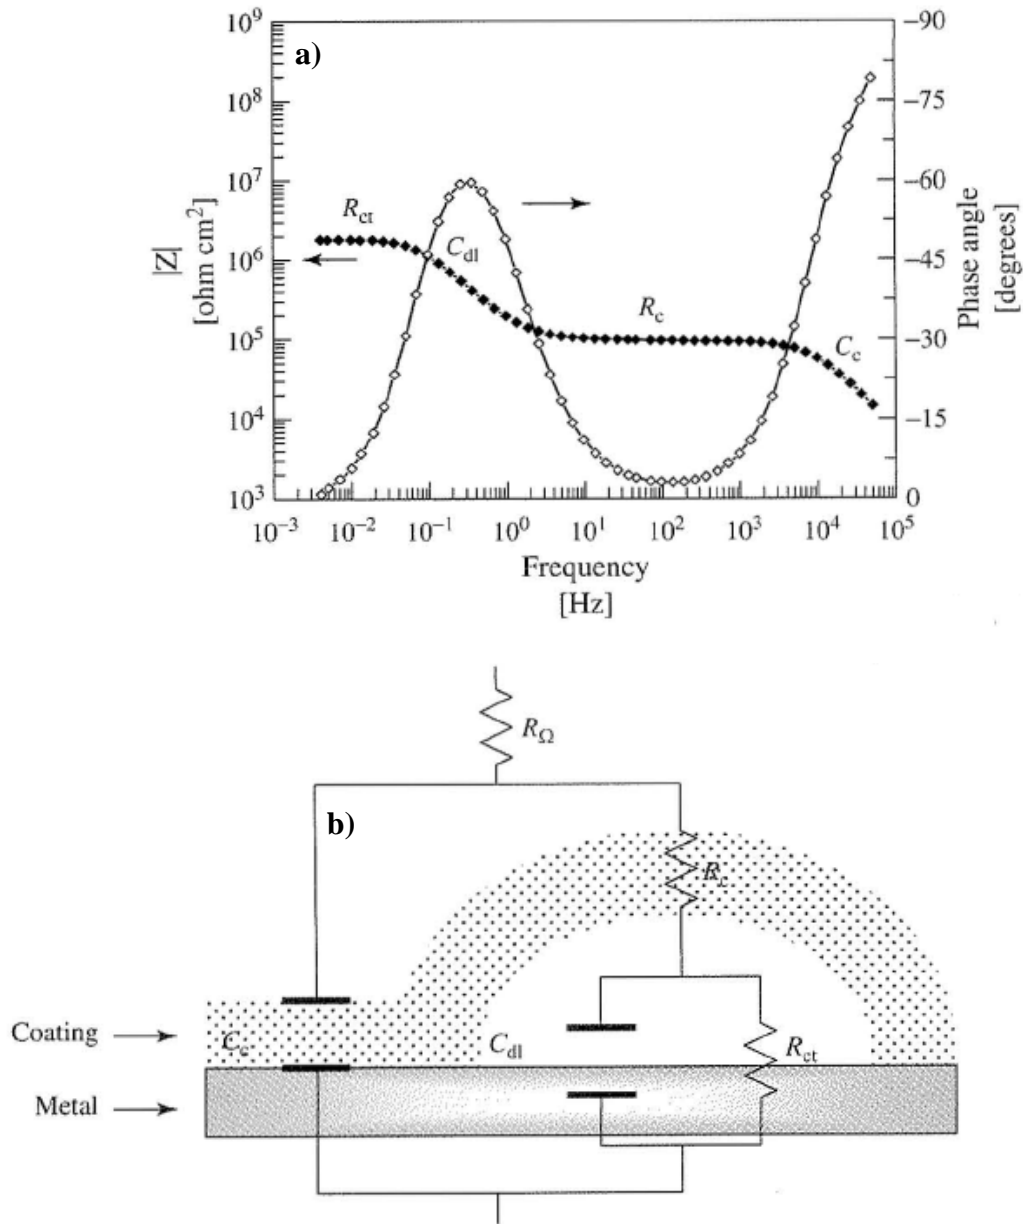 a)
10⁹
10⁸
10⁷
10⁶
10⁵
10⁴
10³
|Z|
[ohm cm²]
−90
−75
−60
−45
−30
−15
0
Phase angle
[degrees]
R_ct
C_dl
R_c
C_c
10⁻³ 10⁻² 10⁻¹ 10⁰ 10¹ 10² 10³ 10⁴ 10⁵
Frequency
[Hz]
R_Ω
b)
R_c
Coating
C_c
C_dl
R_ct
Metal